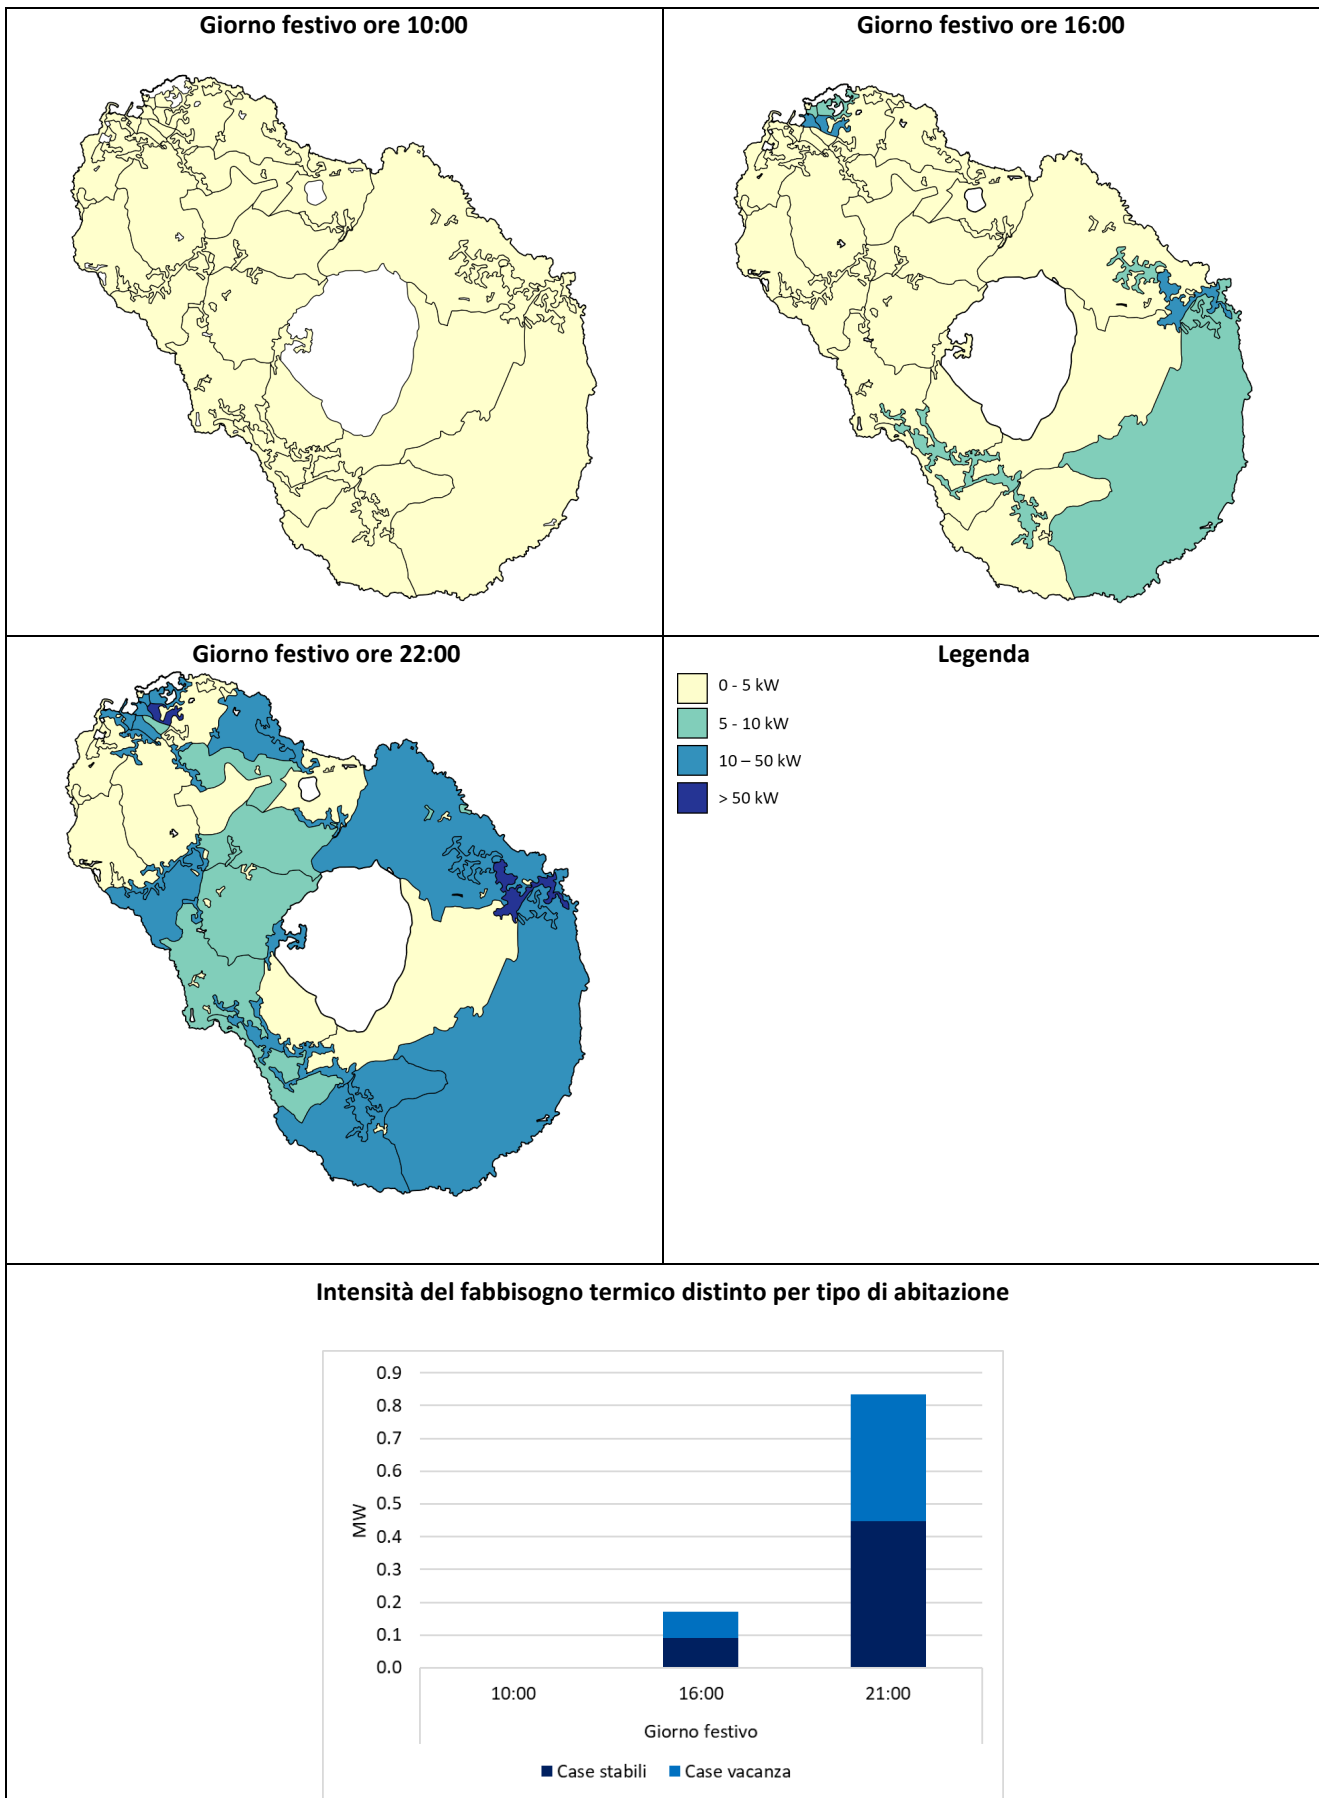 Giorno festivo ore 10:00
Giorno festivo ore 16:00
Giorno festivo ore 22:00
Legenda
0 - 5 kW
5 - 10 kW
10 – 50 kW
> 50 kW
Intensità del fabbisogno termico distinto per tipo di abitazione
0.9
0.8
0.7
0.6
0.5
0.4
0.3
0.2
0.1
0.0
MW
10:00 16:00 21:00
Giorno festivo
Case stabili Case vacanza